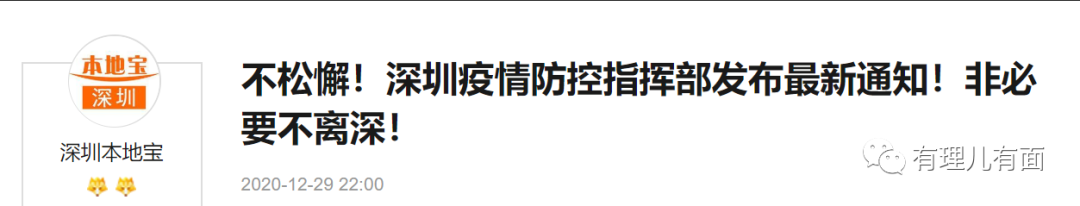 本地宝
深圳
深圳本地宝
不松懈！深圳疫情防控指挥部发布最新通知！非必
要不离深！
2020-12-29 22:00
有理儿有面